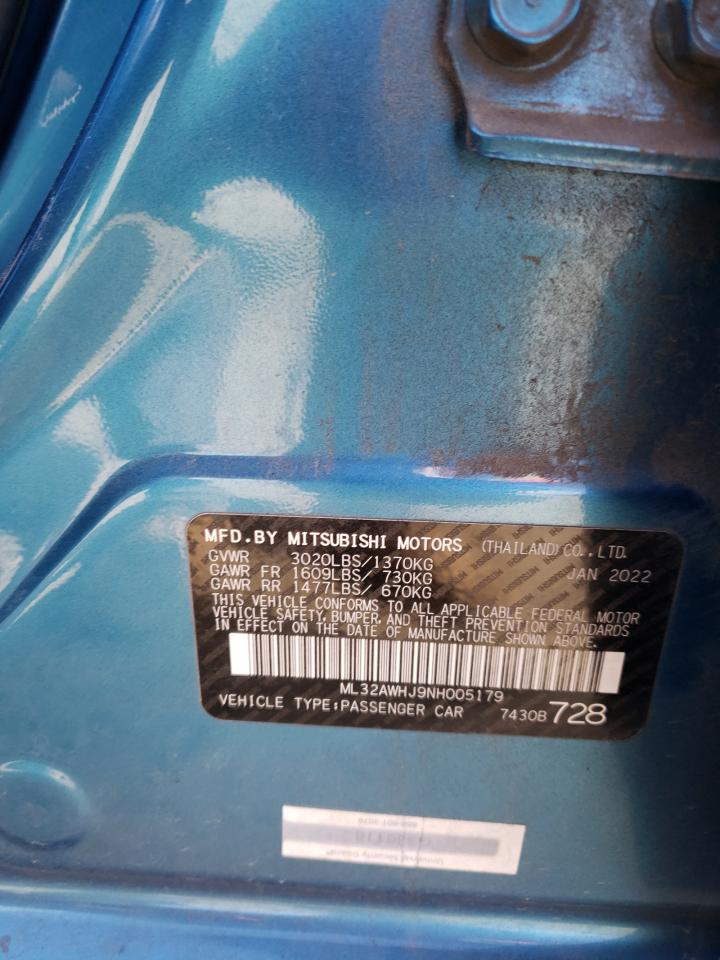 MFD.BY MITSUBISHI MOTORS (THAILAND)CO.,LTD.
GVWR 3020LBS/1370KG JAN 2022
GAWR FR 1609LBS/ 730KG
GAWR RR 1477LBS/ 670KG
THIS VEHICLE CONFORMS TO ALL APPLICABLE FEDERAL MOTOR
VEHICLE SAFETY, BUMPER, AND THEFT PREVENTION STANDARDS
IN EFFECT ON THE DATE OF MANUFACTURE SHOWN ABOVE.
ML32AWHJ9NH005179
VEHICLE TYPE:PASSENGER CAR 7430B 728